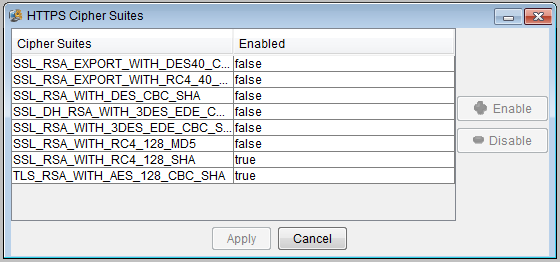 HTTPS Cipher Suites
Cipher Suites Enabled
SSL_RSA_EXPORT_WITH_DES40_C... false
SSL_RSA_EXPORT_WITH_RC4_40_... false
SSL_RSA_WITH_DES_CBC_SHA false
SSL_DH_RSA_WITH_3DES_EDE_C... false
SSL_RSA_WITH_3DES_EDE_CBC_S... false
SSL_RSA_WITH_RC4_128_MD5 false
SSL_RSA_WITH_RC4_128_SHA true
TLS_RSA_WITH_AES_128_CBC_SHA true
Enable
Disable
Apply Cancel